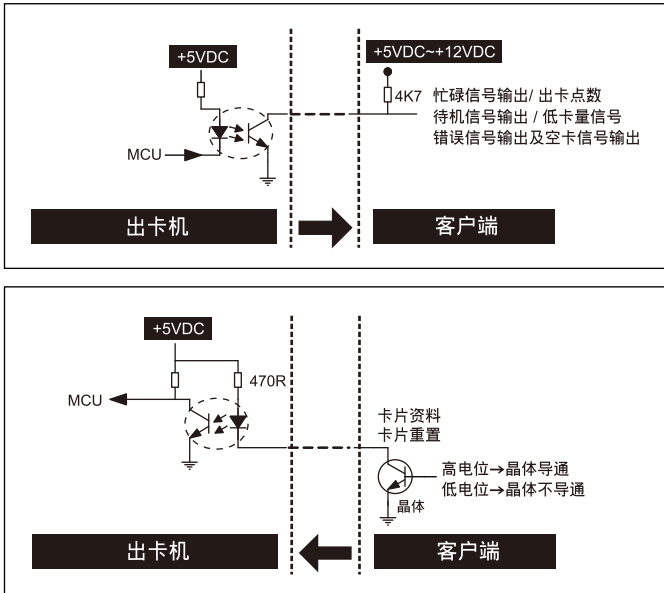 +5VDC
+5VDC~+12VDC
4K7
忙碌信号输出/ 出卡点数
待机信号输出 / 低卡量信号
错误信号输出及空卡信号输出
MCU
出卡机
客户端
+5VDC
470R
MCU
卡片资料
卡片重置
高电位→晶体导通
低电位→晶体不导通
晶体
出卡机
客户端